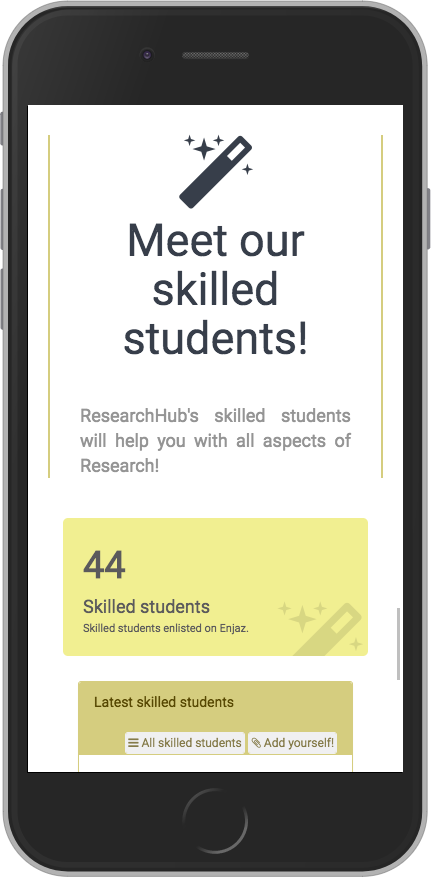 Meet our
skilled
students!
ResearchHub's skilled students
will help you with all aspects of
Research!
44
Skilled students
Skilled students enlisted on Enjaz.
Latest skilled students
All skilled students Add yourself!